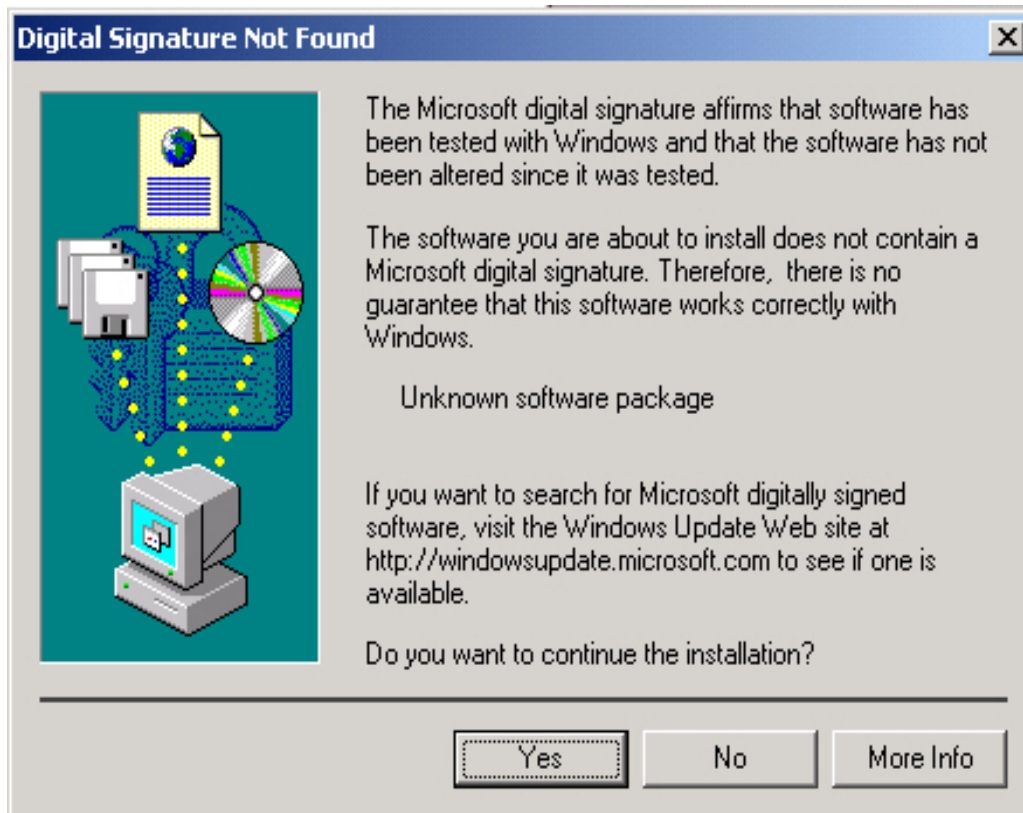 Digital Signature Not Found
The Microsoft digital signature affirms that software has
been tested with Windows and that the software has not
been altered since it was tested.
The software you are about to install does not contain a
Microsoft digital signature. Therefore,  there is no
guarantee that this software works correctly with
Windows.
Unknown software package
If you want to search for Microsoft digitally signed
software, visit the Windows Update Web site at
http://windowsupdate.microsoft.com to see if one is
available.
Do you want to continue the installation?
Yes
No
More Info